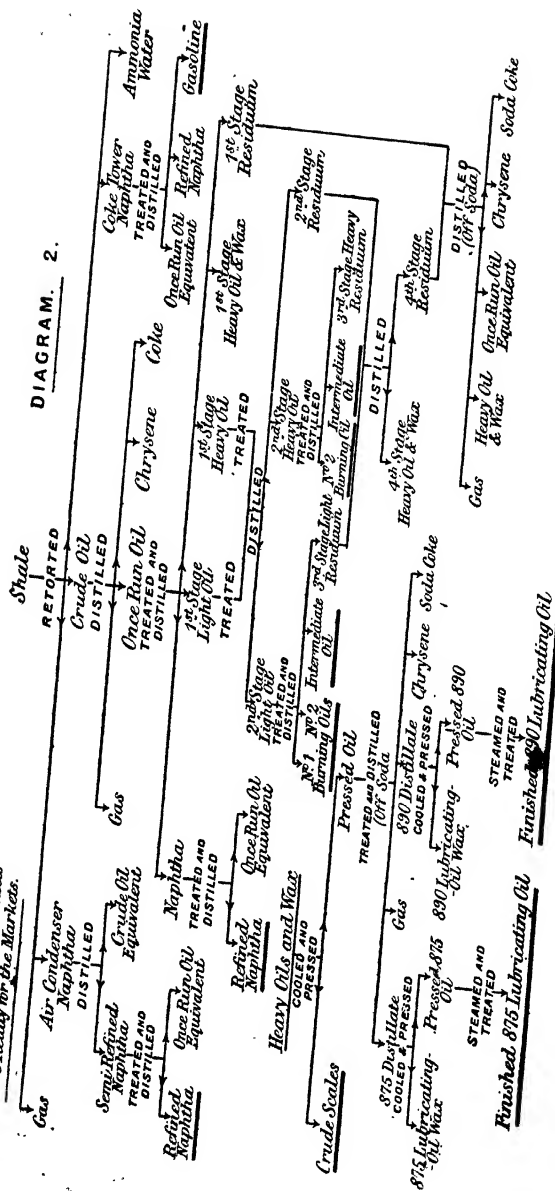 DIAGRAM. 2.
ready for the Markets.
Shale
RETORTED
Gas
Air Condenser
Naphtha
DISTILLED
Crude Oil
DISTILLED
Coke Tower
Naphtha
TREATED AND
DISTILLED
Ammonia
Water
Semi Refined
Naphtha
TREATED AND
DISTILLED
Crude Oil
Equivalent
Refined
Naphtha
Once Run Oil
Equivalent
Gas
Once Run Oil
TREATED AND
DISTILLED
Chrysene
Coke
Once Run Oil
Equivalent
Refined
Naphtha
Gasoline
Naphtha
TREATED AND
DISTILLED
1st Stage
Light Oil
TREATED
1st Stage
Heavy Oil
TREATED
1st Stage
Heavy Oil & Wax
1st Stage
Residuum
Refined
Naphtha
Once Run Oil
Equivalent
DISTILLED
2nd Stage
Light Oil
TREATED AND
DISTILLED
2nd Stage
Heavy Oil
TREATED AND
DISTILLED
2nd Stage
Residuum
No 1 No 2
Burning Oils
Intermediate
Oil
3rd Stage Light
Residuum
No 2
Burning Oil
Intermediate
Oil
3rd Stage Heavy
Residuum
DISTILLED
4th Stage
Heavy Oil & Wax
4th Stage
Residuum
DISTILLED
(Off Soda)
Gas
Heavy Oil
& Wax
Once Run Oil
Equivalent
Chrysene
Soda Coke
Heavy Oils and Wax
COOLED AND
PRESSED
Crude Scales
Pressed Oil
TREATED AND DISTILLED
(Off Soda)
875 Distillate
COOLED & PRESSED
Gas
890 Distillate
COOLED & PRESSED
Chrysene
Soda Coke
875 Lubricating-
-Oil Wax
Pressed 875
Oil
890 Lubricating-
Oil Wax
Pressed 890
Oil
STEAMED AND
TREATED
STEAMED AND
TREATED
Finished 875 Lubricating Oil
Finished 890 Lubricating Oil